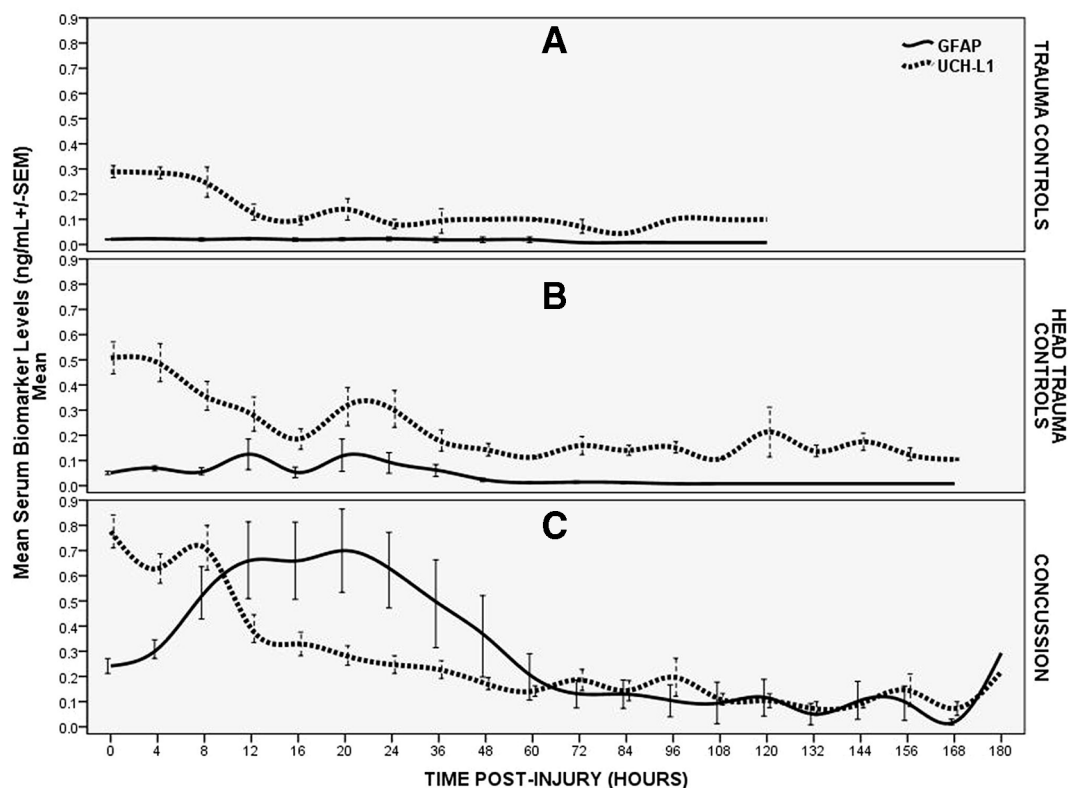 A
GFAP
UCH-L1
0.9
0.8
0.7
0.6
0.5
0.4
0.3
0.2
0.1
0.0
TRAUMA CONTROLS
B
0.9
0.8
0.7
0.6
0.5
0.4
0.3
0.2
0.1
0.0
HEAD TRAUMA
CONTROLS
C
0.9
0.8
0.7
0.6
0.5
0.4
0.3
0.2
0.1
0.0
CONCUSSION
Mean Serum Biomarker Levels (ng/mL+/-SEM)
Mean
0 4 8 12 16 20 24 36 48 60 72 84 96 108 120 132 144 156 168 180
TIME POST-INJURY (HOURS)